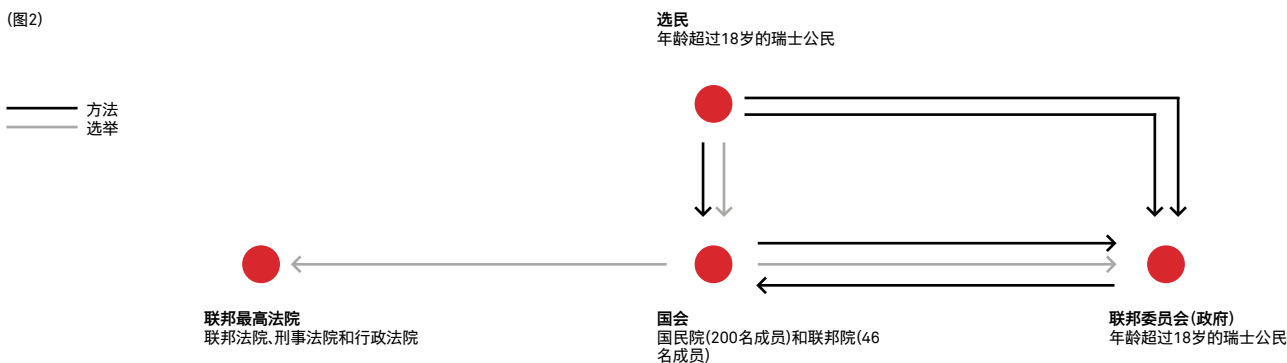 (图2)
选民
年龄超过18岁的瑞士公民
方法
选举
联邦最高法院
联邦法院、刑事法院和行政法院
国会
国民院(200名成员)和联邦院(46
名成员)
联邦委员会(政府)
年龄超过18岁的瑞士公民